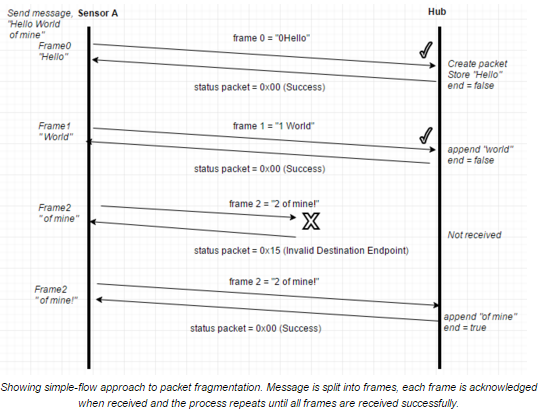 Send message, Sensor A
"Hello World
of mine"
Hub
Frame0
"Hello"
frame 0 = "0Hello"
Create packet
Store "Hello"
end = false
status packet = 0x00 (Success)
Frame1
"World"
frame 1 = "1 World"
append "world"
end = false
status packet = 0x00 (Success)
Frame2
"of mine"
frame 2 = "2 of mine!"
X
Not received
status packet = 0x15 (Invalid Destination Endpoint)
Frame2
"of mine!"
frame 2 = "2 of mine!"
append "of mine"
end = true
status packet = 0x00 (Success)
Showing simple-flow approach to packet fragmentation. Message is split into frames, each frame is acknowledged
when received and the process repeats until all frames are received successfully.